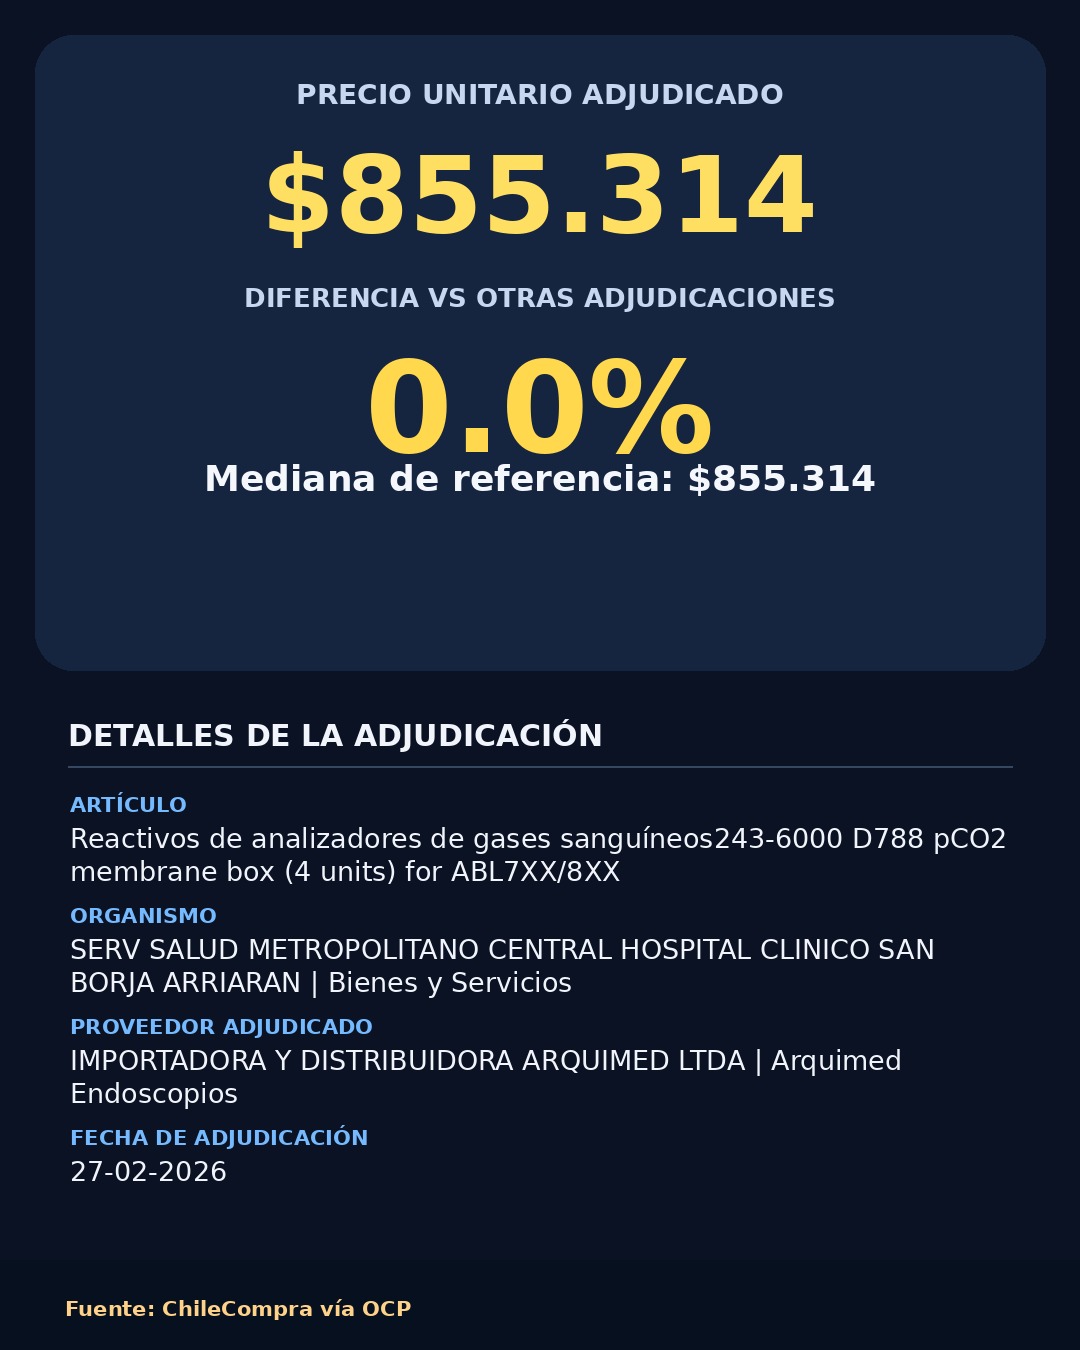 PRECIO UNITARIO ADJUDICADO
$855.314
DIFERENCIA VS OTRAS ADJUDICACIONES
0.0%
Mediana de referencia: $855.314
DETALLES DE LA ADJUDICACIÓN
ARTÍCULO
Reactivos de analizadores de gases sanguíneos243-6000 D788 pCO2
membrane box (4 units) for ABL7XX/8XX
ORGANISMO
SERV SALUD METROPOLITANO CENTRAL HOSPITAL CLINICO SAN
BORJA ARRIARAN | Bienes y Servicios
PROVEEDOR ADJUDICADO
IMPORTADORA Y DISTRIBUIDORA ARQUIMED LTDA | Arquimed
Endoscopios
FECHA DE ADJUDICACIÓN
27-02-2026
Fuente: ChileCompra vía OCP